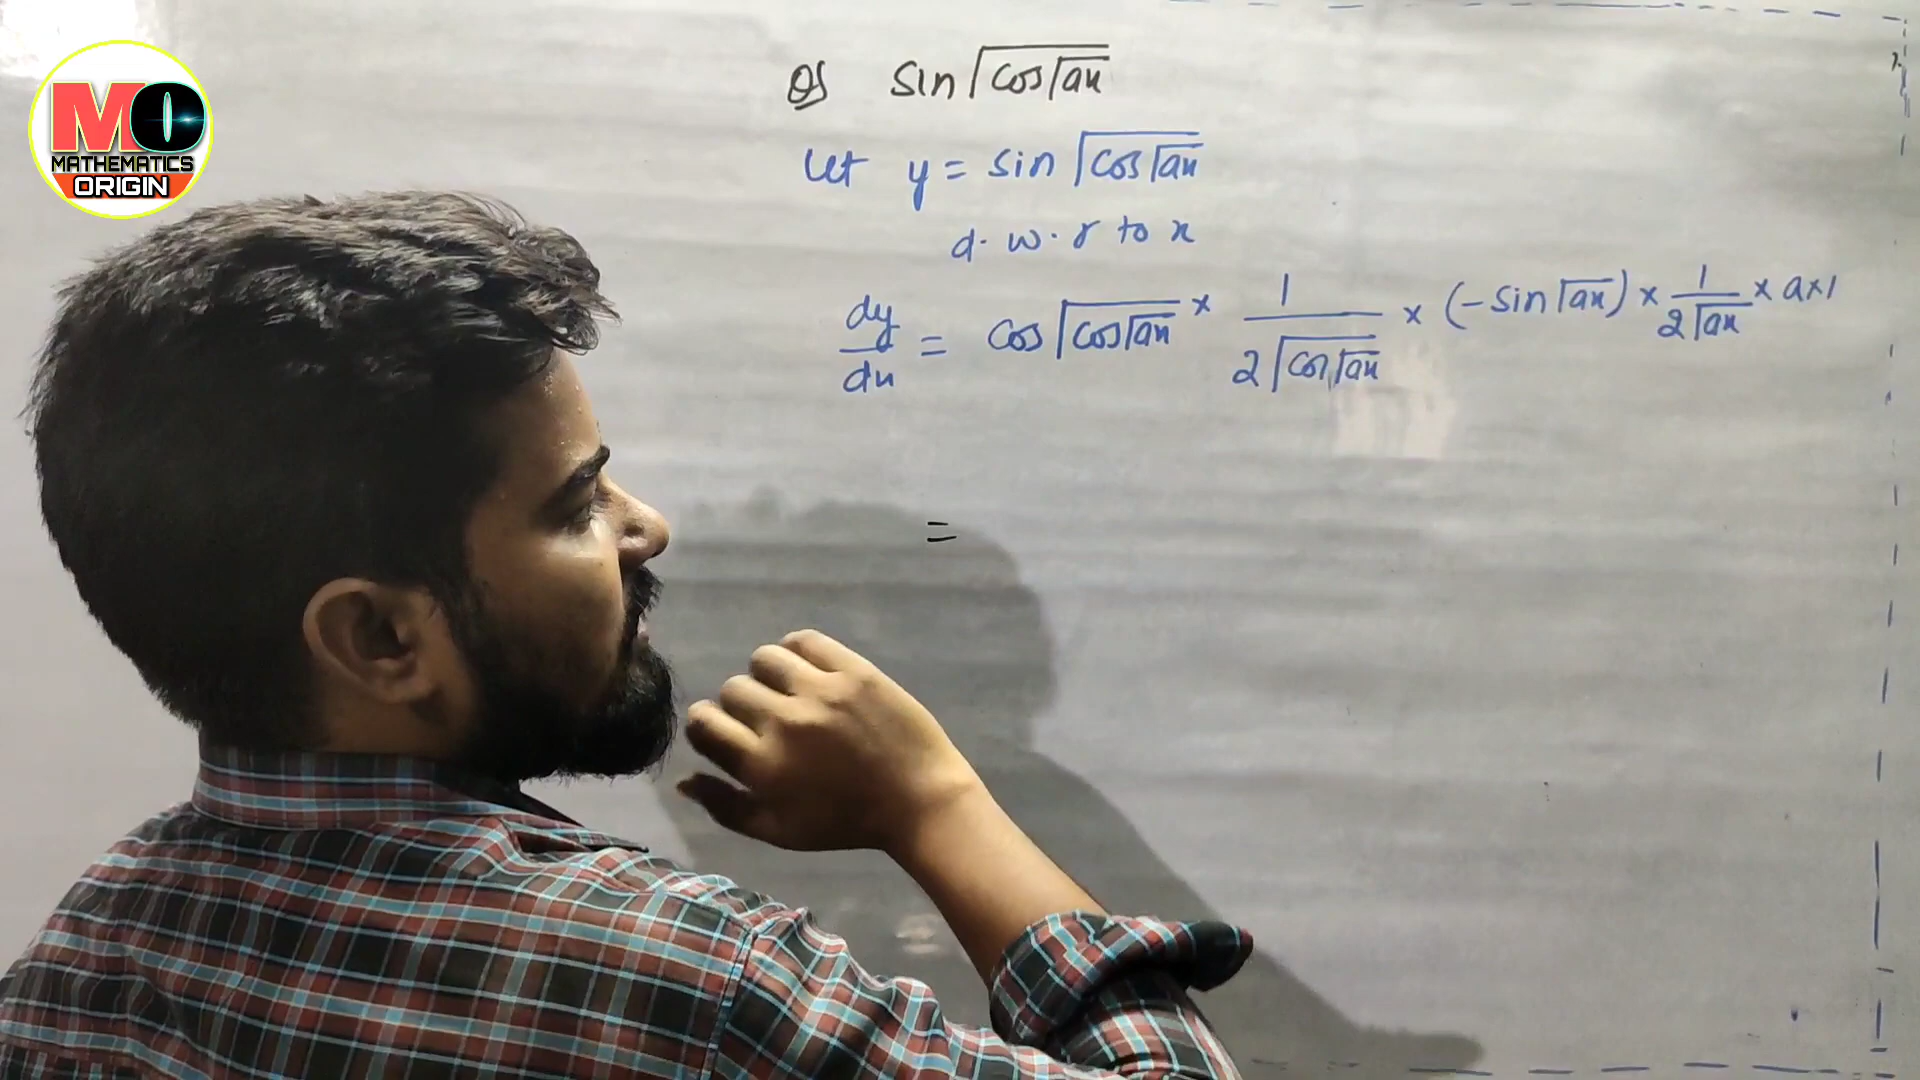 MO
MATHEMATICS
ORIGIN
Q) sin√(cos√ax)
Let y = sin√(cos√ax)
d. w. r to x
dy/dx = cos√(cos√ax) × 1/(2√(cos√ax)) × (-sin√ax) × 1/(2√ax) × a×1
=